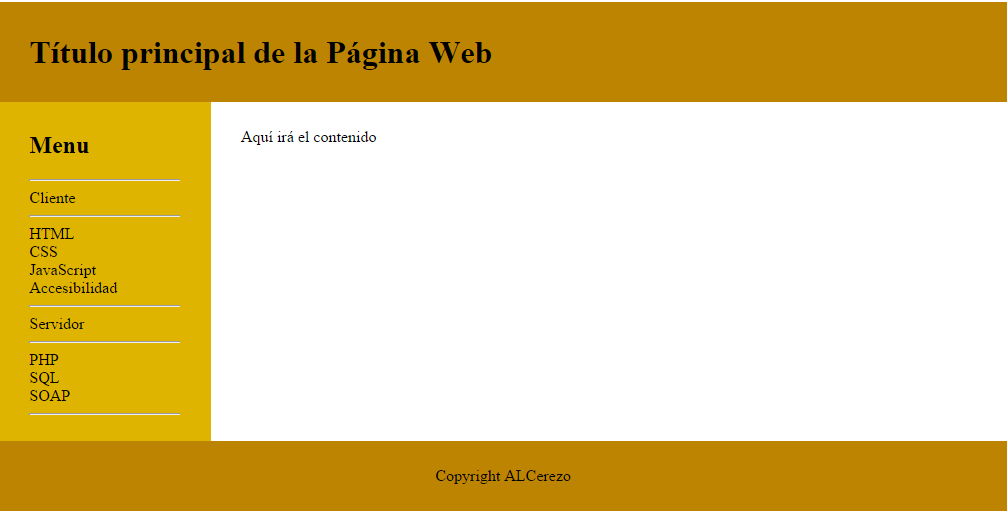 Título principal de la Página Web
Menu
Cliente
HTML
CSS
JavaScript
Accesibilidad
Servidor
PHP
SQL
SOAP
Aquí irá el contenido
Copyright ALCerezo